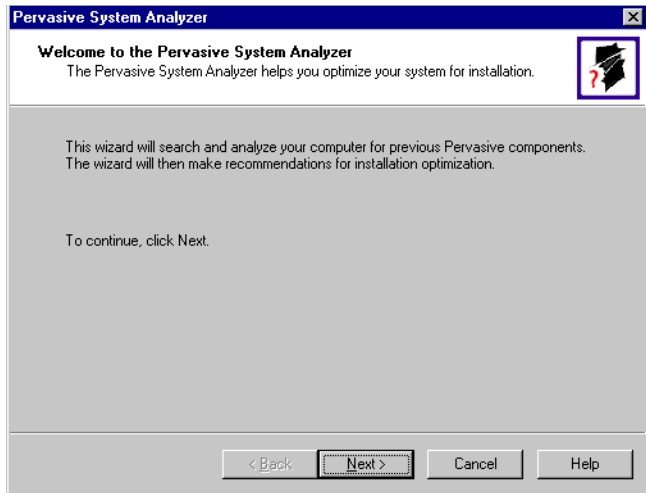 Pervasive System Analyzer
Welcome to the Pervasive System Analyzer
The Pervasive System Analyzer helps you optimize your system for installation.
?
This wizard will search and analyze your computer for previous Pervasive components.
The wizard will then make recommendations for installation optimization.
To continue, click Next.
< Back Next > Cancel Help